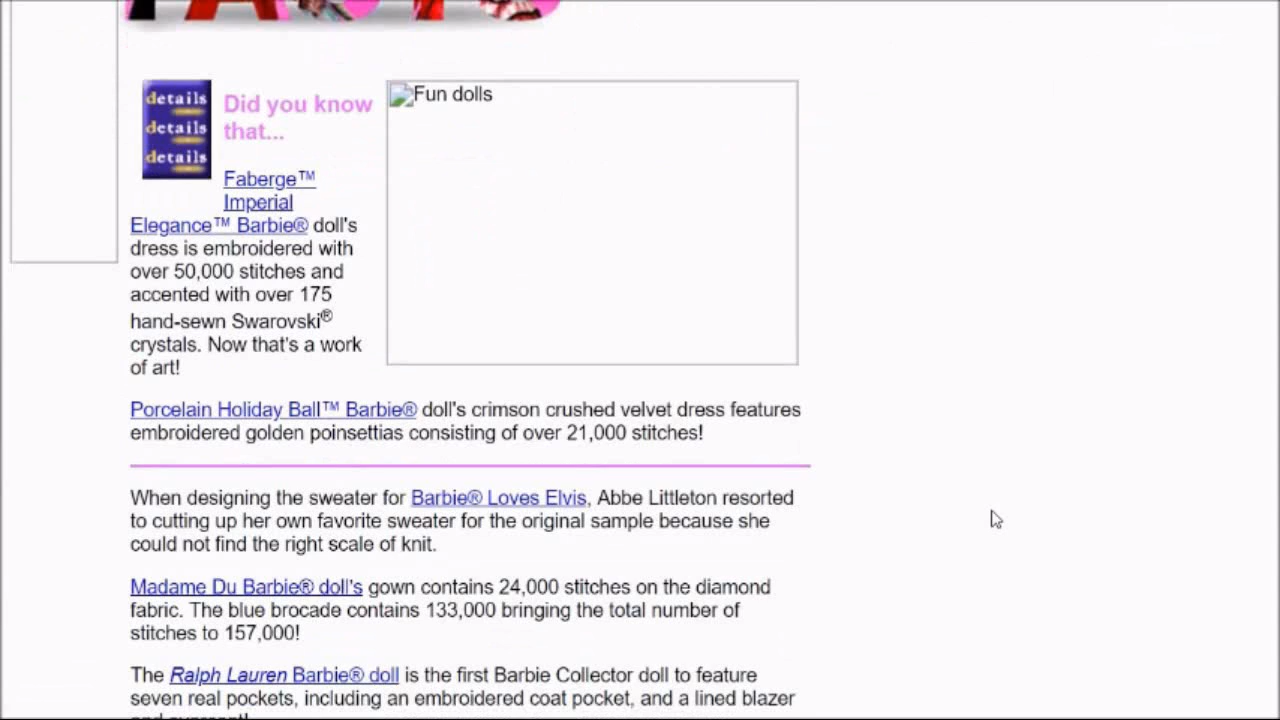 FACTS
details
details
details
Did you know
that...
Faberge™
Imperial
Elegance™ Barbie® doll's
dress is embroidered with
over 50,000 stitches and
accented with over 175
hand-sewn Swarovski®
crystals. Now that's a work
of art!
Fun dolls
Porcelain Holiday Ball™ Barbie® doll's crimson crushed velvet dress features
embroidered golden poinsettias consisting of over 21,000 stitches!
When designing the sweater for Barbie® Loves Elvis, Abbe Littleton resorted
to cutting up her own favorite sweater for the original sample because she
could not find the right scale of knit.
Madame Du Barbie® doll's gown contains 24,000 stitches on the diamond
fabric. The blue brocade contains 133,000 bringing the total number of
stitches to 157,000!
The Ralph Lauren Barbie® doll is the first Barbie Collector doll to feature
seven real pockets, including an embroidered coat pocket, and a lined blazer
and overcoat!